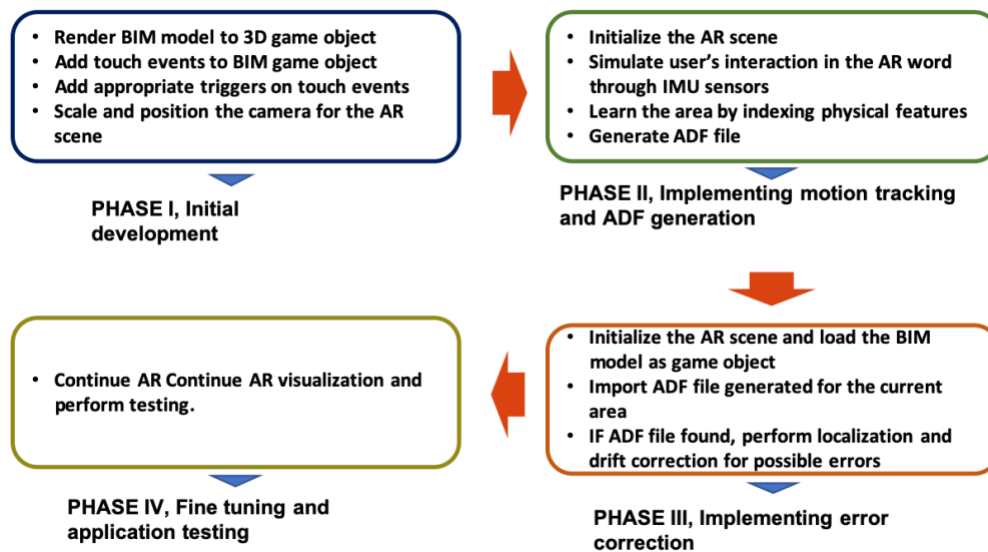 • Render BIM model to 3D game object
• Add touch events to BIM game object
• Add appropriate triggers on touch events
• Scale and position the camera for the AR
scene
PHASE I, Initial
development
• Initialize the AR scene
• Simulate user's interaction in the AR word
through IMU sensors
• Learn the area by indexing physical features
• Generate ADF file
PHASE II, Implementing motion tracking
and ADF generation
• Initialize the AR scene and load the BIM
model as game object
• Import ADF file generated for the current
area
• IF ADF file found, perform localization and
drift correction for possible errors
PHASE III, Implementing error
correction
• Continue AR Continue AR visualization and
perform testing.
PHASE IV, Fine tuning and
application testing